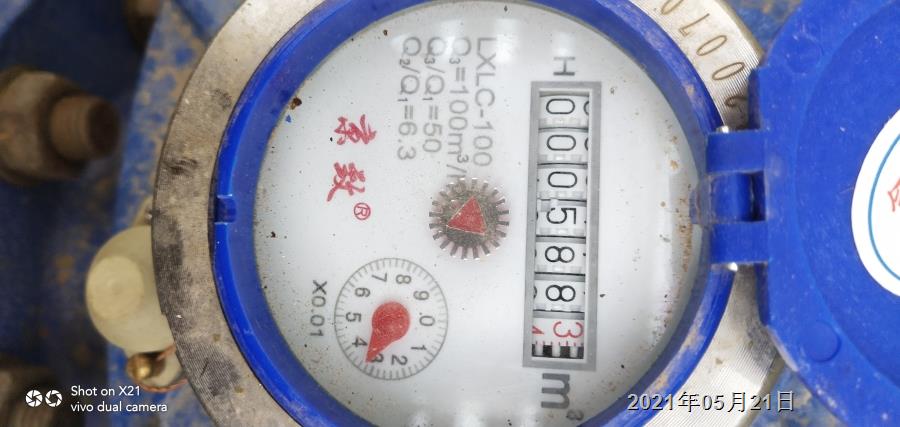 LXLC-100
Q₃=100m³/
Q₃/Q₁=50
Q₂/Q₁=6.3
®
H
0005883
m³
9 0 1 2 3 4 5 6 7 8
X0.01
Shot on X21
vivo dual camera
2021年05月21日